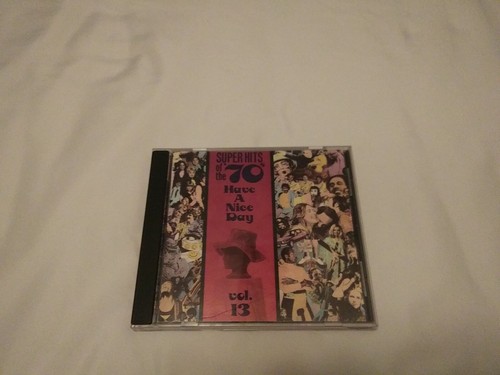 SUPER HITS
of the '70s
Have
A
Nice
Day
vol.
13